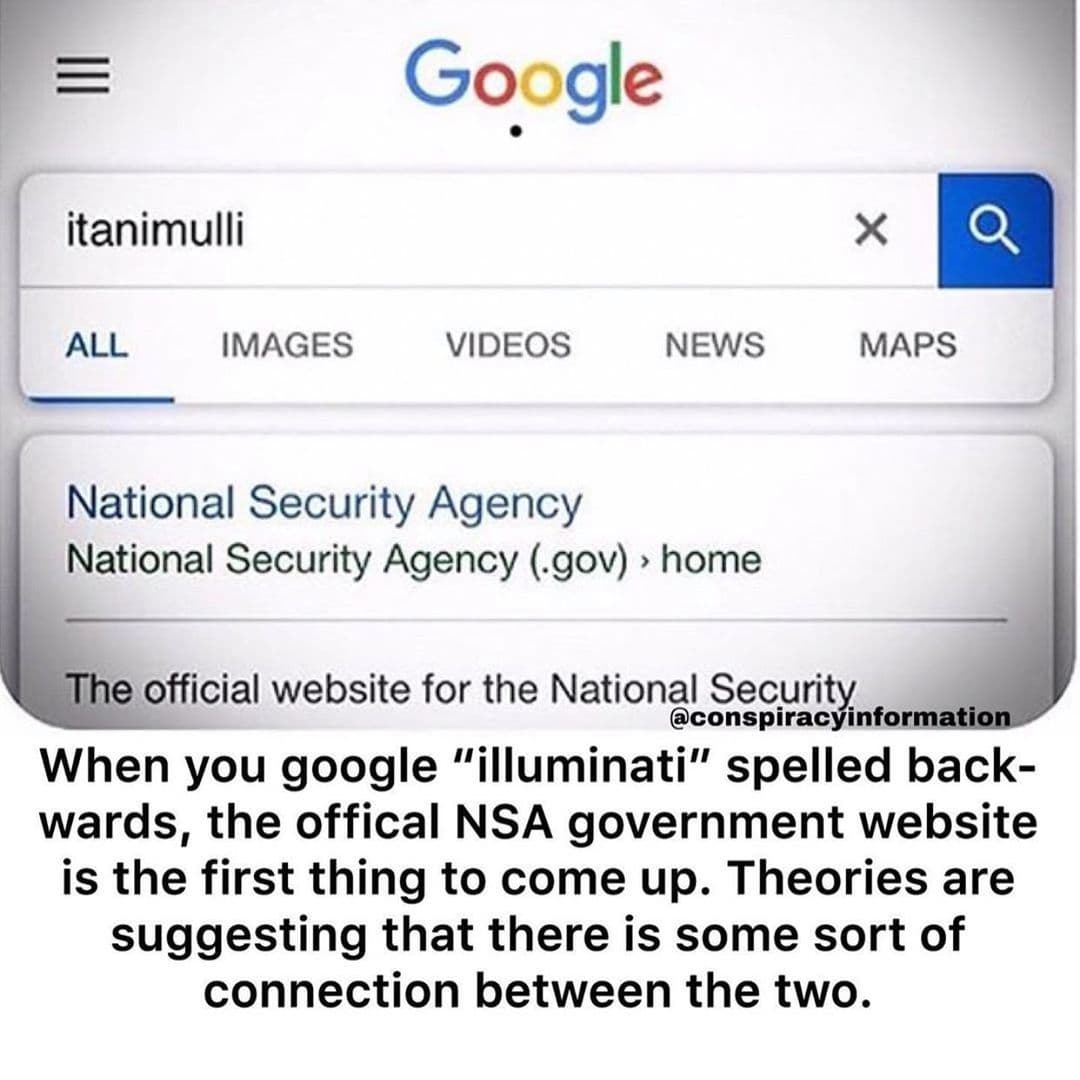 Google
itanimulli
ALL IMAGES VIDEOS NEWS MAPS
National Security Agency
National Security Agency (.gov) › home
The official website for the National Security
@conspiracyinformation
When you google “illuminati” spelled back-
wards, the offical NSA government website
is the first thing to come up. Theories are
suggesting that there is some sort of
connection between the two.